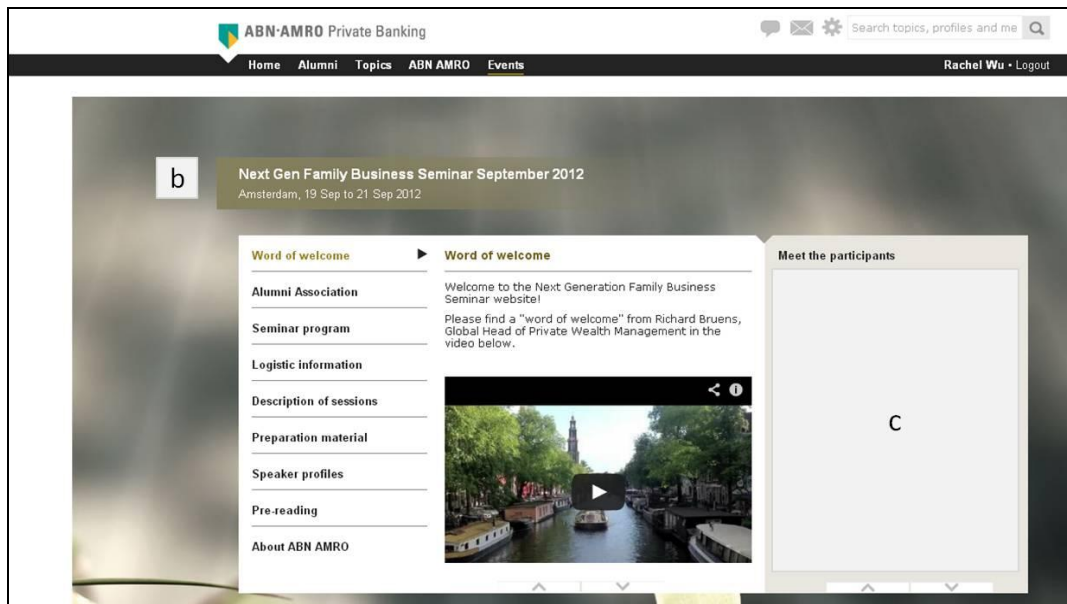 ABN·AMRO Private Banking
Search topics, profiles and me
Home Alumni Topics ABN AMRO Events
Rachel Wu • Logout
b
Next Gen Family Business Seminar September 2012
Amsterdam, 19 Sep to 21 Sep 2012
Word of welcome
Alumni Association
Seminar program
Logistic information
Description of sessions
Preparation material
Speaker profiles
Pre-reading
About ABN AMRO
Word of welcome
Welcome to the Next Generation Family Business
Seminar website!
Please find a "word of welcome" from Richard Bruens,
Global Head of Private Wealth Management in the
video below.
Meet the participants
c